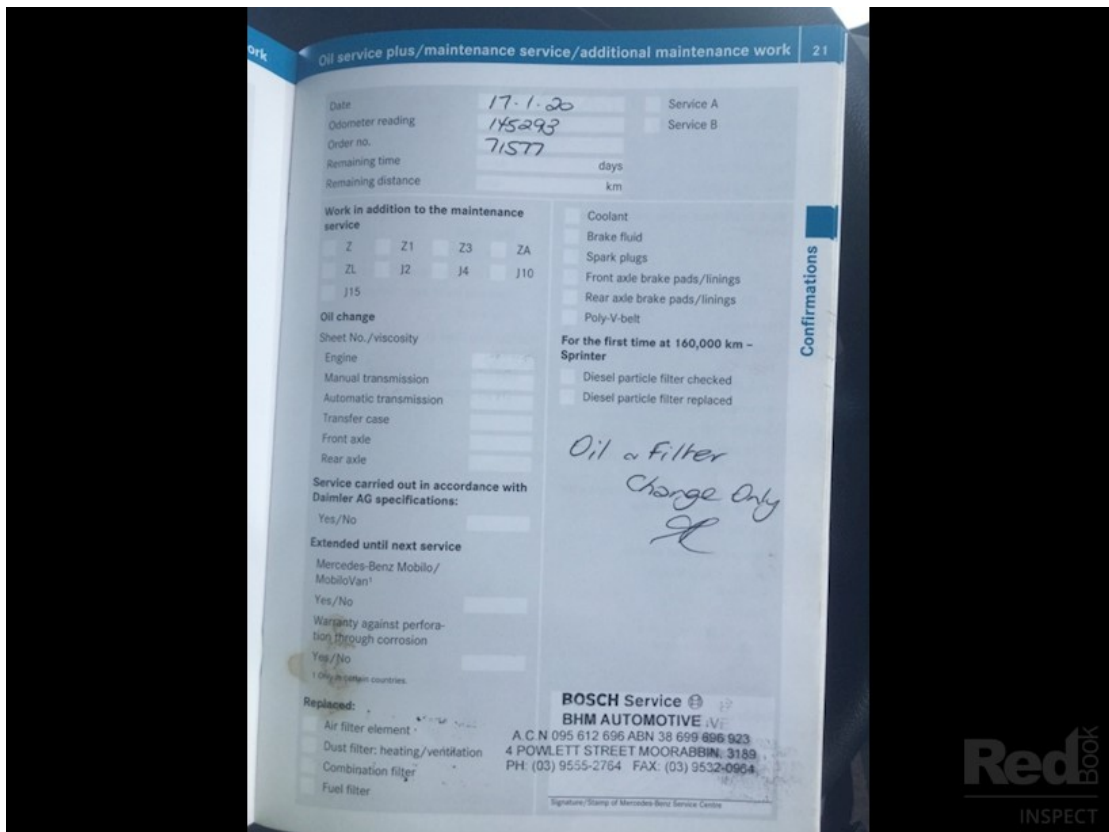 ork
Oil service plus/maintenance service/additional maintenance work 21
Date 17.1.20
Odometer reading 145293
Order no. 71577
Remaining time days
Remaining distance km
Service A
Service B
Work in addition to the maintenance
service
Z Z1 Z3 ZA
ZL J2 J4 J10
J15
Oil change
Sheet No./viscosity
Engine
Manual transmission
Automatic transmission
Transfer case
Front axle
Rear axle
Service carried out in accordance with
Daimler AG specifications:
Yes/No
Extended until next service
Mercedes-Benz Mobilo/
MobiloVan¹
Yes/No
Warranty against perfora-
tion through corrosion
Yes/No
1 Only in certain countries.
Replaced:
Air filter element
Dust filter: heating/ventilation
Combination filter
Fuel filter
Coolant
Brake fluid
Spark plugs
Front axle brake pads/linings
Rear axle brake pads/linings
Poly-V-belt
For the first time at 160,000 km –
Sprinter
Diesel particle filter checked
Diesel particle filter replaced
Oil & Filter
Change Only
BOSCH Service
BHM AUTOMOTIVE
A.C.N 095 612 696 ABN 38 699 696 923
4 POWLETT STREET MOORABBIN, 3189
PH: (03) 9555-2764 FAX: (03) 9532-0964
Signature/Stamp of Mercedes-Benz Service Centre
Confirmations
RedBook
INSPECT